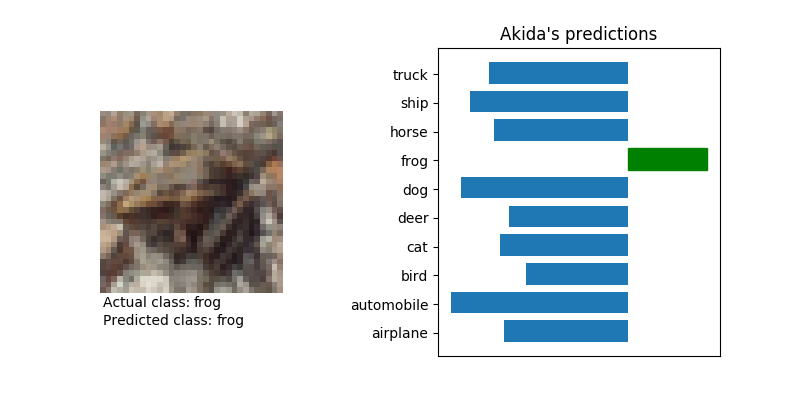 Akida's predictions
truck
ship
horse
frog
dog
deer
cat
bird
automobile
airplane
Actual class: frog
Predicted class: frog